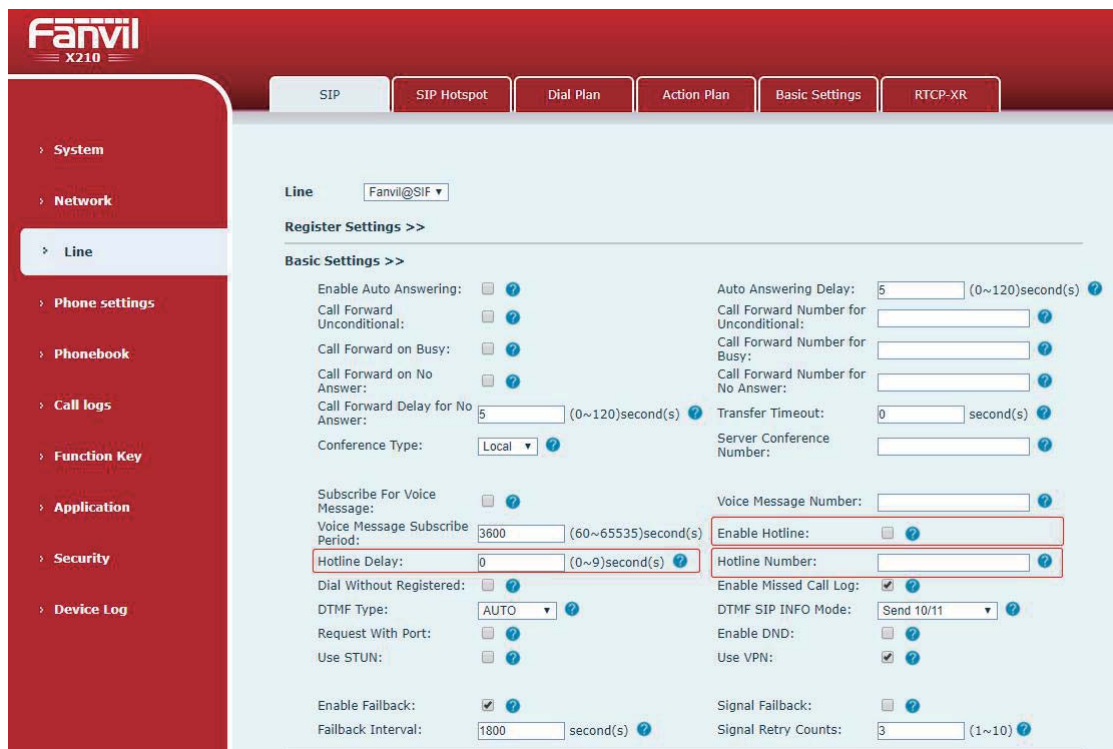 Fanvil
X210
SIP
SIP Hotspot
Dial Plan
Action Plan
Basic Settings
RTCP-XR
› System
› Network
› Line
› Phone settings
› Phonebook
› Call logs
› Function Key
› Application
› Security
› Device Log
Line Fanvil@SIF ▼
Register Settings >>
Basic Settings >>
Enable Auto Answering: ? Auto Answering Delay: 5 (0~120)second(s) ?
Call Forward
Unconditional: ? Call Forward Number for
Unconditional: ?
Call Forward on Busy: ? Call Forward Number for
Busy: ?
Call Forward on No
Answer: ? Call Forward Number for
No Answer: ?
Call Forward Delay for No
Answer: 5 (0~120)second(s) ? Transfer Timeout: 0 second(s) ?
Conference Type: Local ▼ ? Server Conference
Number: ?
Subscribe For Voice
Message: ? Voice Message Number: ?
Voice Message Subscribe
Period: 3600 (60~65535)second(s) Enable Hotline: ?
Hotline Delay: 0 (0~9)second(s) ? Hotline Number: ?
Dial Without Registered: ? Enable Missed Call Log: ?
DTMF Type: AUTO ▼ ? DTMF SIP INFO Mode: Send 10/11 ▼ ?
Request With Port: ? Enable DND: ?
Use STUN: ? Use VPN: ?
Enable Failback: ? Signal Failback: ?
Failback Interval: 1800 second(s) ? Signal Retry Counts: 3 (1~10) ?